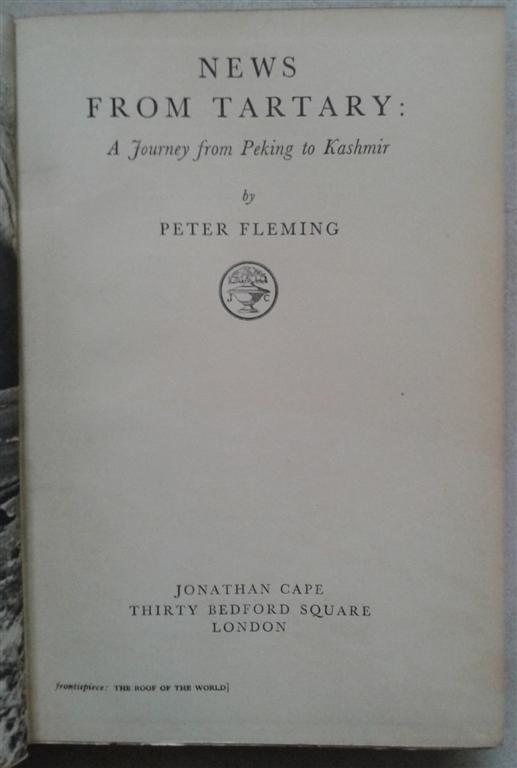 NEWS
FROM TARTARY:
A Journey from Peking to Kashmir
by
PETER FLEMING
J C
JONATHAN CAPE
THIRTY BEDFORD SQUARE
LONDON
frontispiece: THE ROOF OF THE WORLD]